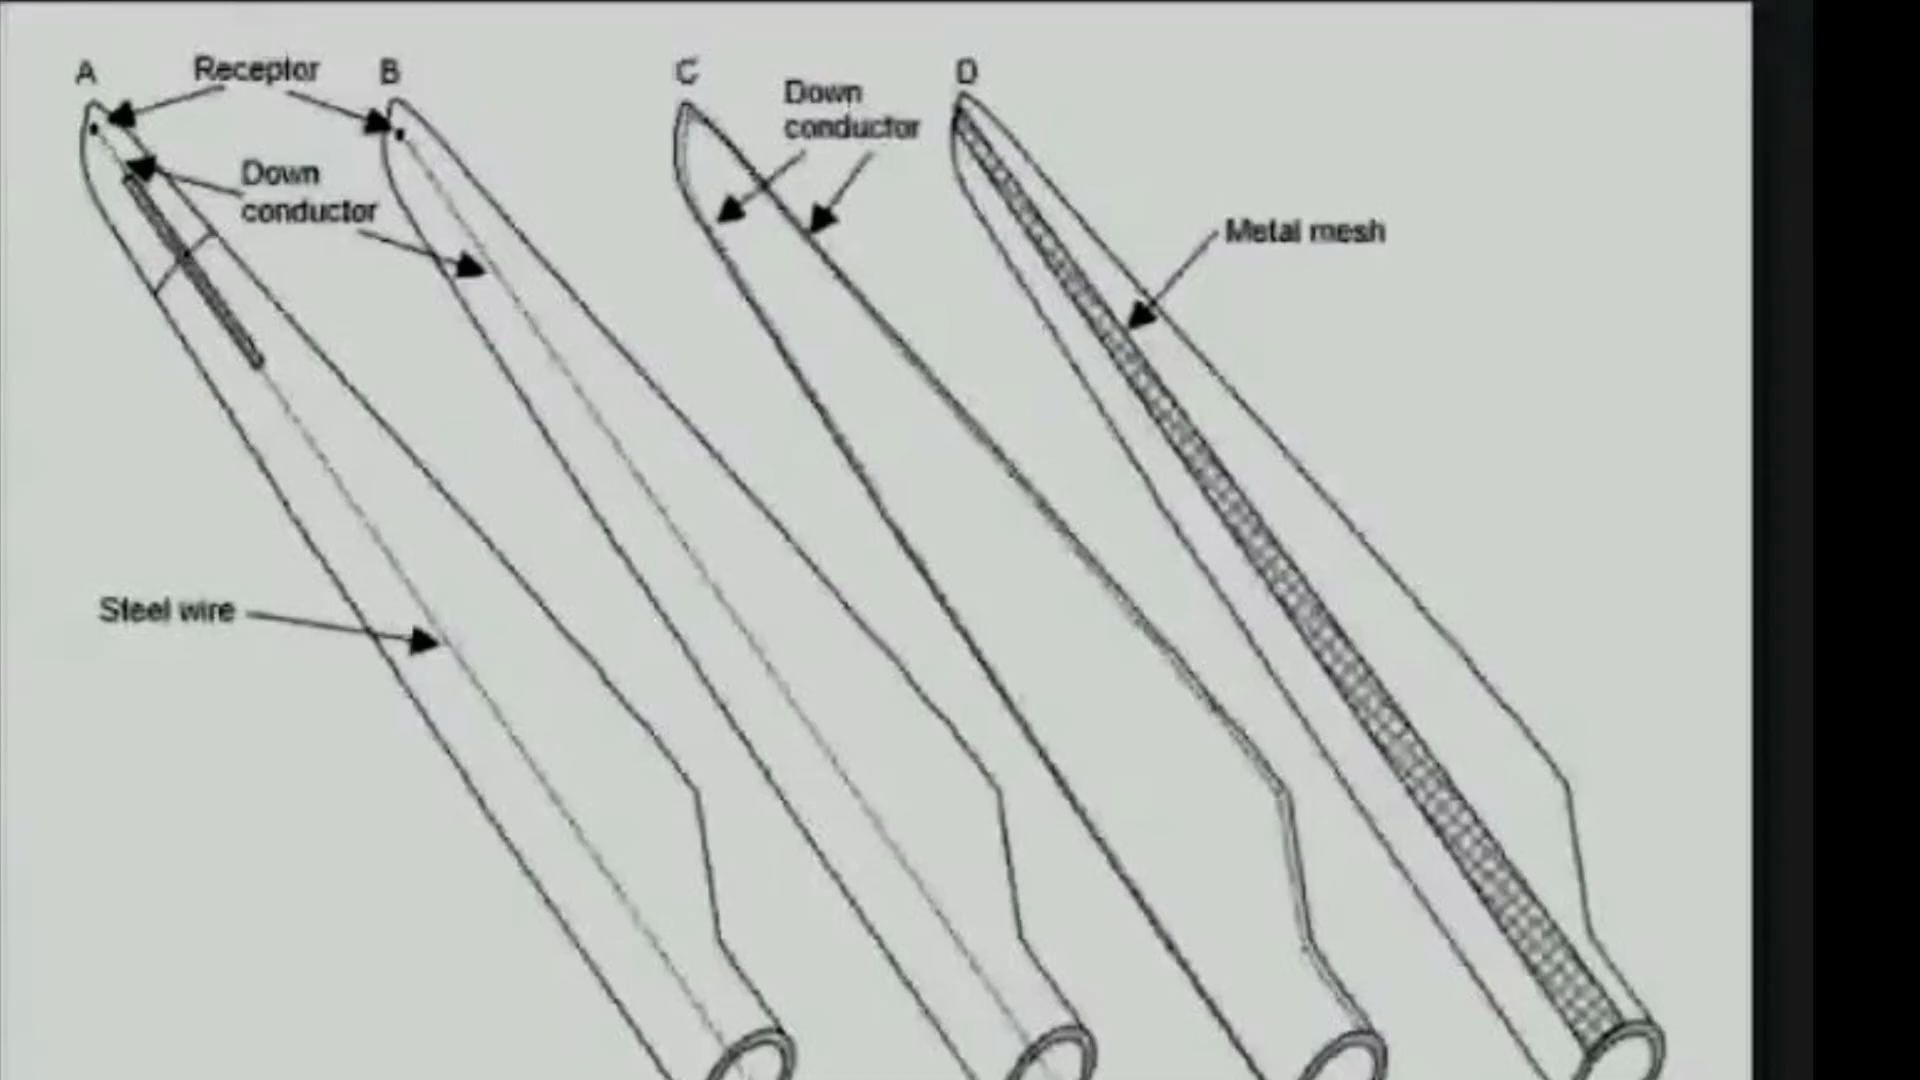 A
Receptor
B
C
D
Down
conductor
Down
conductor
Metal mesh
Steel wire